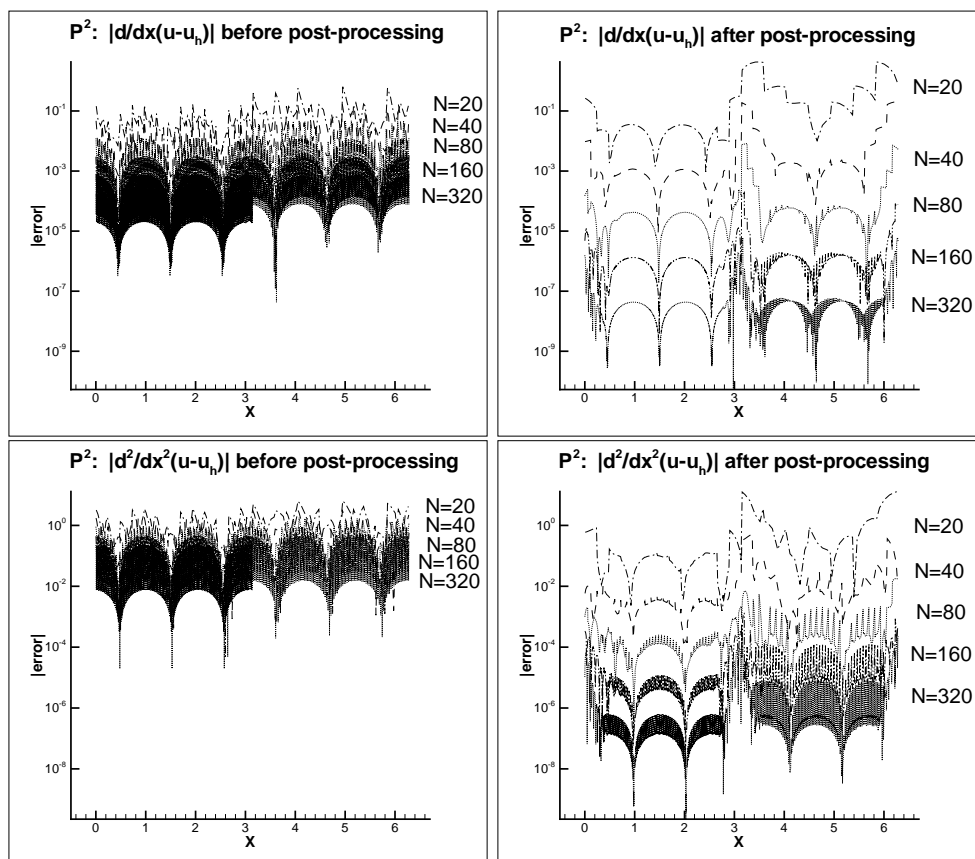 P²: |d/dx(u-uₕ)| before post-processing
10⁻¹
10⁻³
10⁻⁵
10⁻⁷
10⁻⁹
|error|
N=20
N=40
N=80
N=160
N=320
0 1 2 3 4 5 6
X
P²: |d/dx(u-uₕ)| after post-processing
10⁻¹
10⁻³
10⁻⁵
10⁻⁷
10⁻⁹
|error|
N=20
N=40
N=80
N=160
N=320
0 1 2 3 4 5 6
X
P²: |d²/dx²(u-uₕ)| before post-processing
10⁰
10⁻²
10⁻⁴
10⁻⁶
10⁻⁸
|error|
N=20
N=40
N=80
N=160
N=320
0 1 2 3 4 5 6
X
P²: |d²/dx²(u-uₕ)| after post-processing
10⁰
10⁻²
10⁻⁴
10⁻⁶
10⁻⁸
|error|
N=20
N=40
N=80
N=160
N=320
0 1 2 3 4 5 6
X